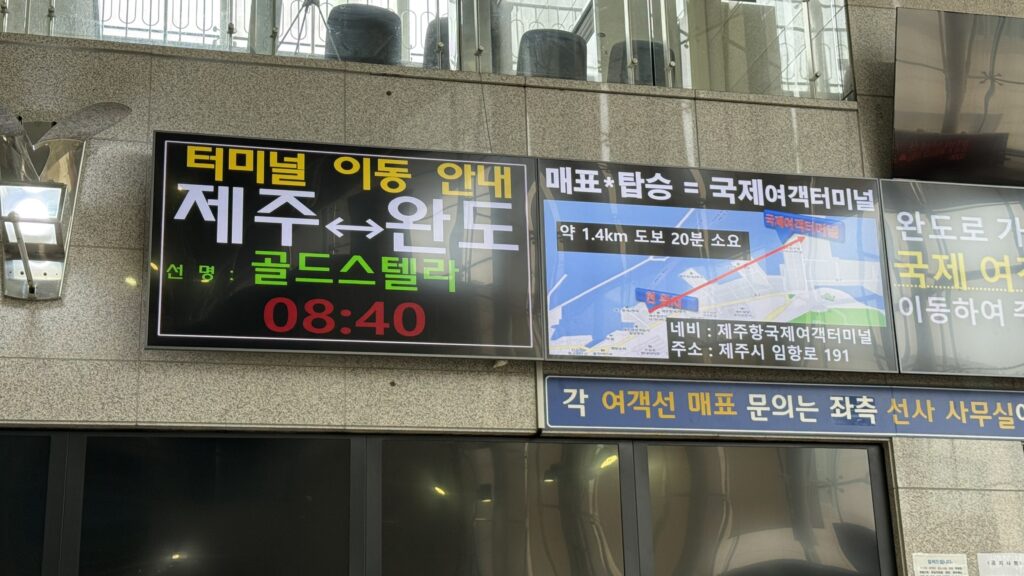 터미널 이동 안내
제주↔완도
선 명 : 골드스텔라
08:40
매표*탑승 = 국제여객터미널
국제여객터미널
약 1.4km 도보 20분 소요
네비 : 제주항국제여객터미널
주소 : 제주시 임항로 191
완도로 가
국제 여
이동하여
각 여객선 매표 문의는 좌측 선사 사무실